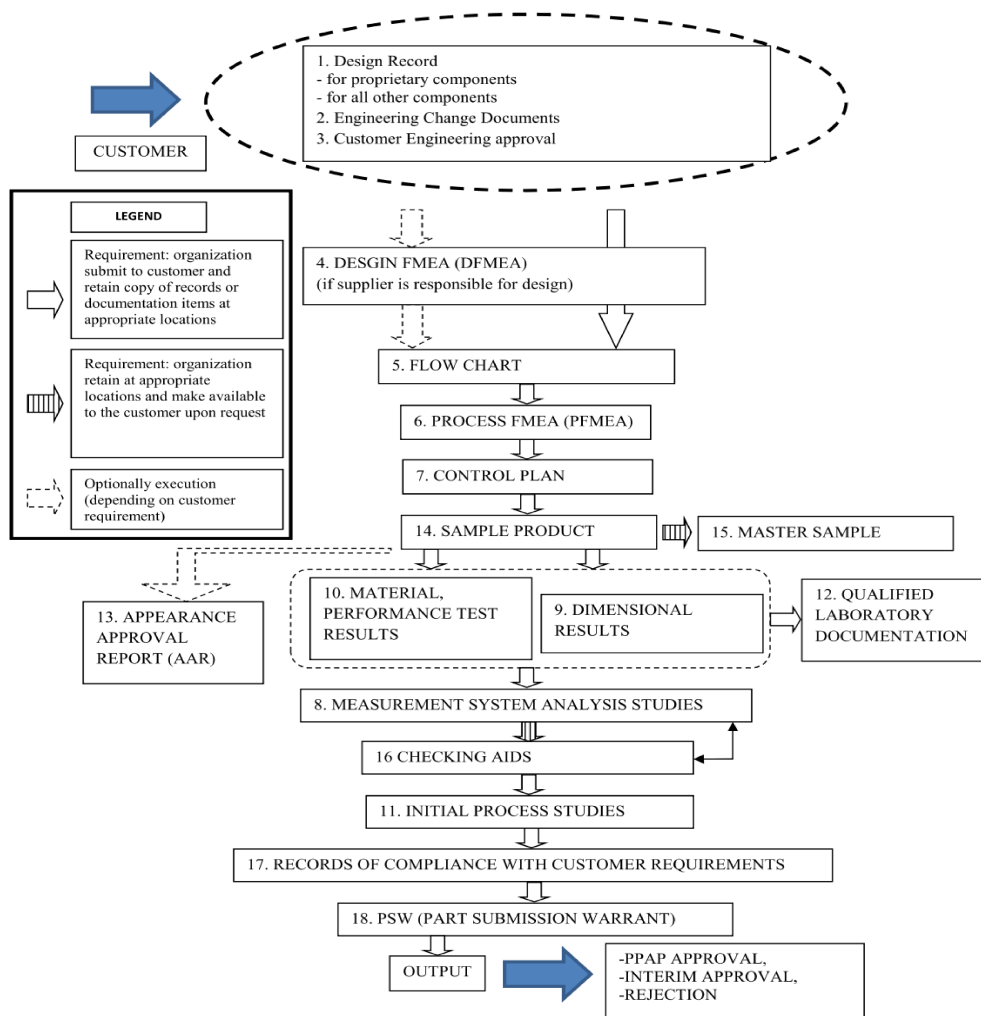 1. Design Record
- for proprietary components
- for all other components
2. Engineering Change Documents
3. Customer Engineering approval
CUSTOMER
LEGEND
Requirement: organization
submit to customer and
retain copy of records or
documentation items at
appropriate locations
Requirement: organization
retain at appropriate
locations and make available
to the customer upon request
Optionally execution
(depending on customer
requirement)
4. DESGIN FMEA (DFMEA)
(if supplier is responsible for design)
5. FLOW CHART
6. PROCESS FMEA (PFMEA)
7. CONTROL PLAN
14. SAMPLE PRODUCT
15. MASTER SAMPLE
13. APPEARANCE
APPROVAL
REPORT (AAR)
10. MATERIAL,
PERFORMANCE TEST
RESULTS
9. DIMENSIONAL
RESULTS
12. QUALIFIED
LABORATORY
DOCUMENTATION
8. MEASUREMENT SYSTEM ANALYSIS STUDIES
16 CHECKING AIDS
11. INITIAL PROCESS STUDIES
17. RECORDS OF COMPLIANCE WITH CUSTOMER REQUIREMENTS
18. PSW (PART SUBMISSION WARRANT)
OUTPUT
-PPAP APPROVAL,
-INTERIM APPROVAL,
-REJECTION